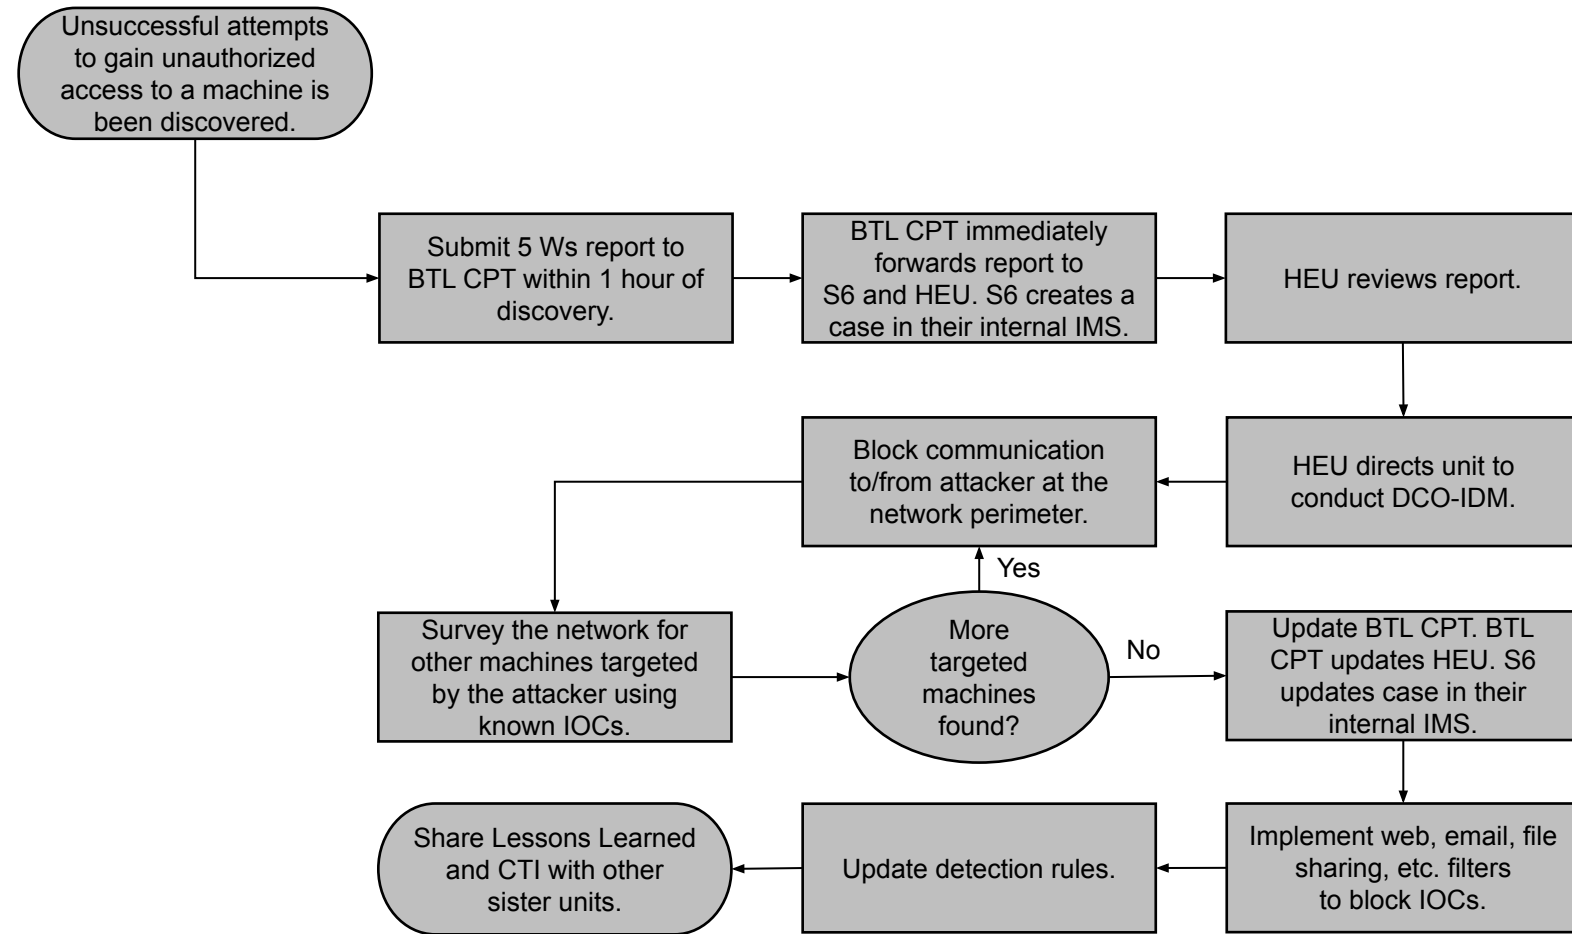 Unsuccessful attempts
to gain unauthorized
access to a machine is
been discovered.
Submit 5 Ws report to
BTL CPT within 1 hour of
discovery.
BTL CPT immediately
forwards report to
S6 and HEU. S6 creates a
case in their internal IMS.
HEU reviews report.
HEU directs unit to
conduct DCO-IDM.
Block communication
to/from attacker at the
network perimeter.
Survey the network for
other machines targeted
by the attacker using
known IOCs.
More
targeted
machines
found?
Yes
No
Update BTL CPT. BTL
CPT updates HEU. S6
updates case in their
internal IMS.
Implement web, email, file
sharing, etc. filters
to block IOCs.
Update detection rules.
Share Lessons Learned
and CTI with other
sister units.